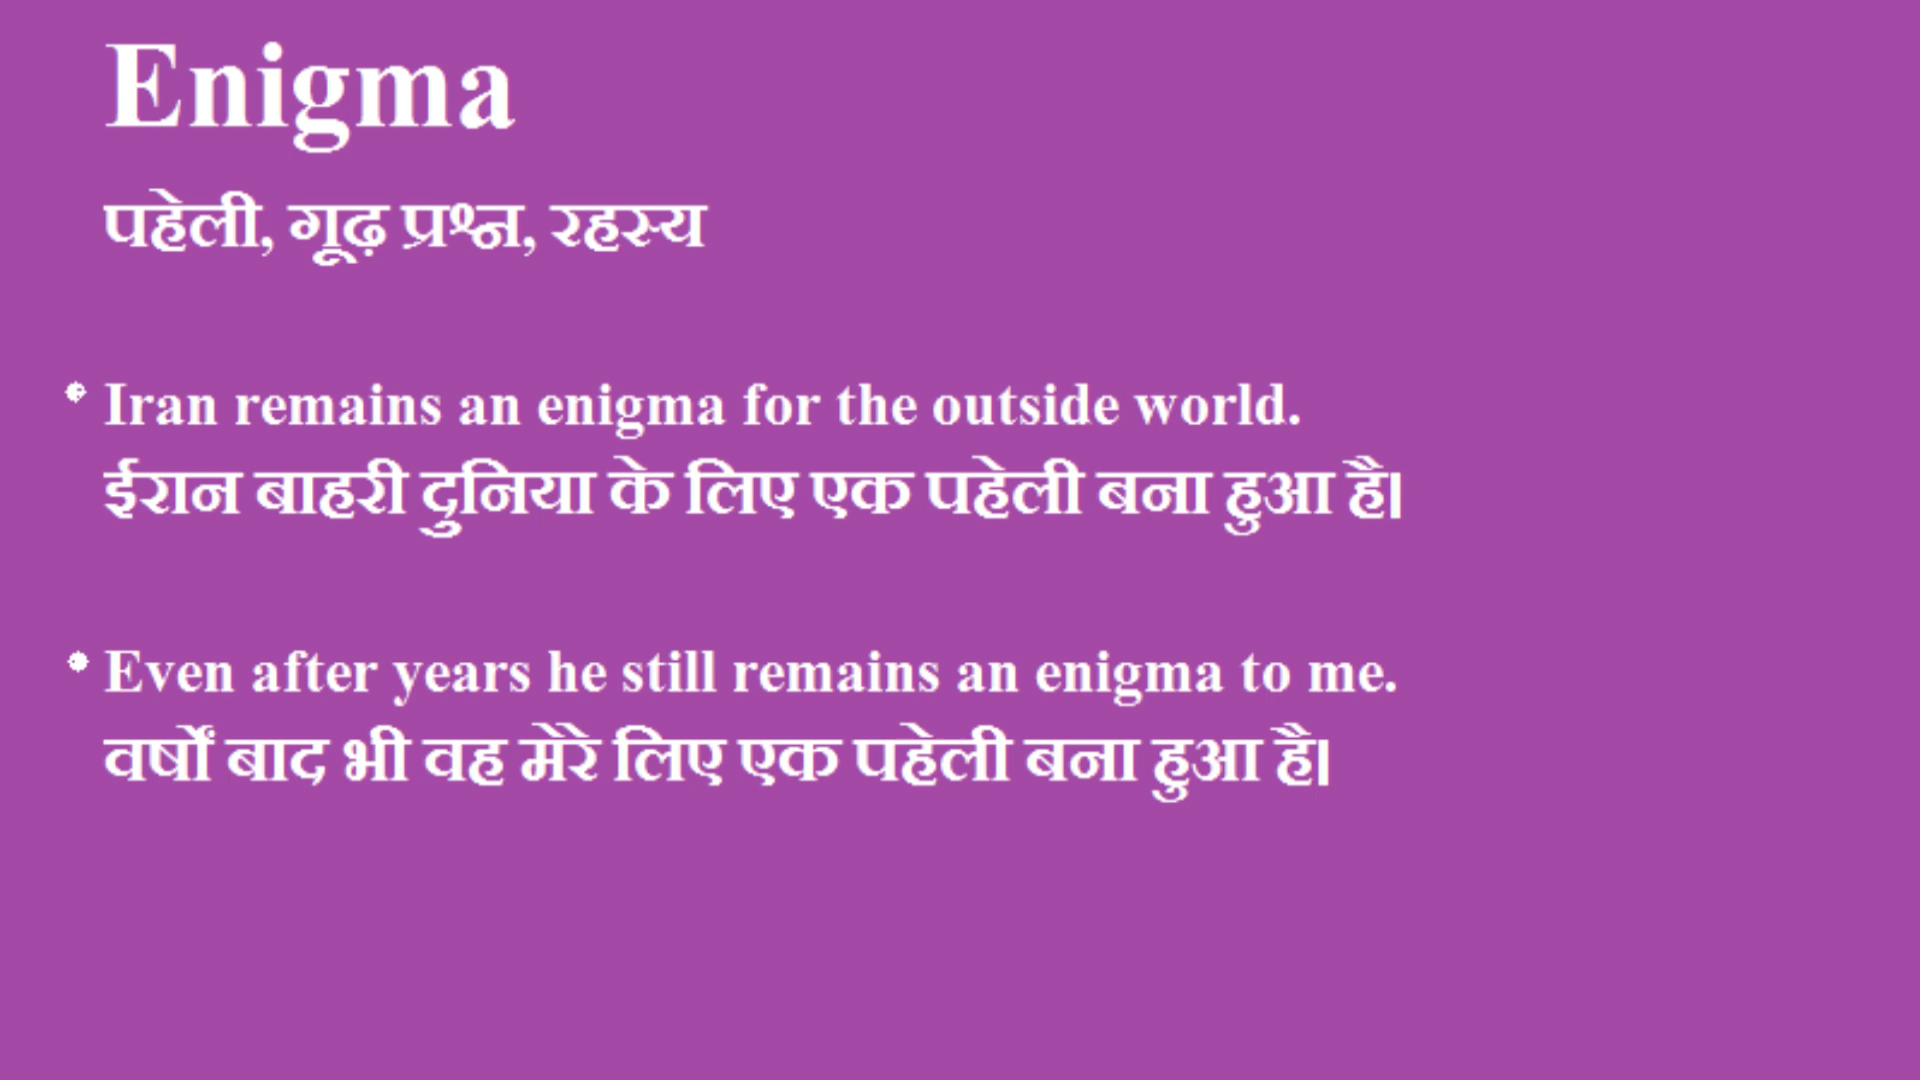 Enigma
पहेली, गूढ़ प्रश्न, रहस्य
• Iran remains an enigma for the outside world.
ईरान बाहरी दुनिया के लिए एक पहेली बना हुआ है।
• Even after years he still remains an enigma to me.
वर्षों बाद भी वह मेरे लिए एक पहेली बना हुआ है।